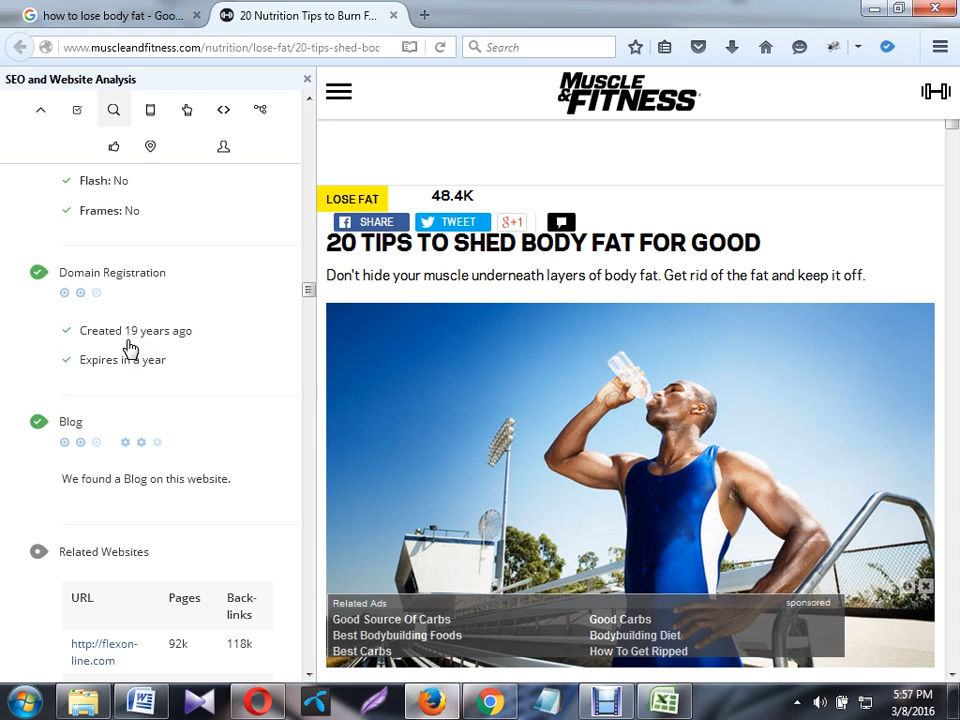 how to lose body fat - Goo...
20 Nutrition Tips to Burn F...
www.muscleandfitness.com/nutrition/lose-fat/20-tips-shed-boc
Search
SEO and Website Analysis
Flash: No
Frames: No
Domain Registration
Created 19 years ago
Expires in a year
Blog
We found a Blog on this website.
Related Websites
URL Pages Back-
links
http://flexon-
line.com
92k 118k
MUSCLE
&FITNESS
LOSE FAT
48.4K
SHARE
TWEET
g+1
20 TIPS TO SHED BODY FAT FOR GOOD
Don't hide your muscle underneath layers of body fat. Get rid of the fat and keep it off.
Related Ads
sponsored
Good Source Of Carbs
Good Carbs
Best Bodybuilding Foods
Bodybuilding Diet
Best Carbs
How To Get Ripped
5:57 PM
3/8/2016